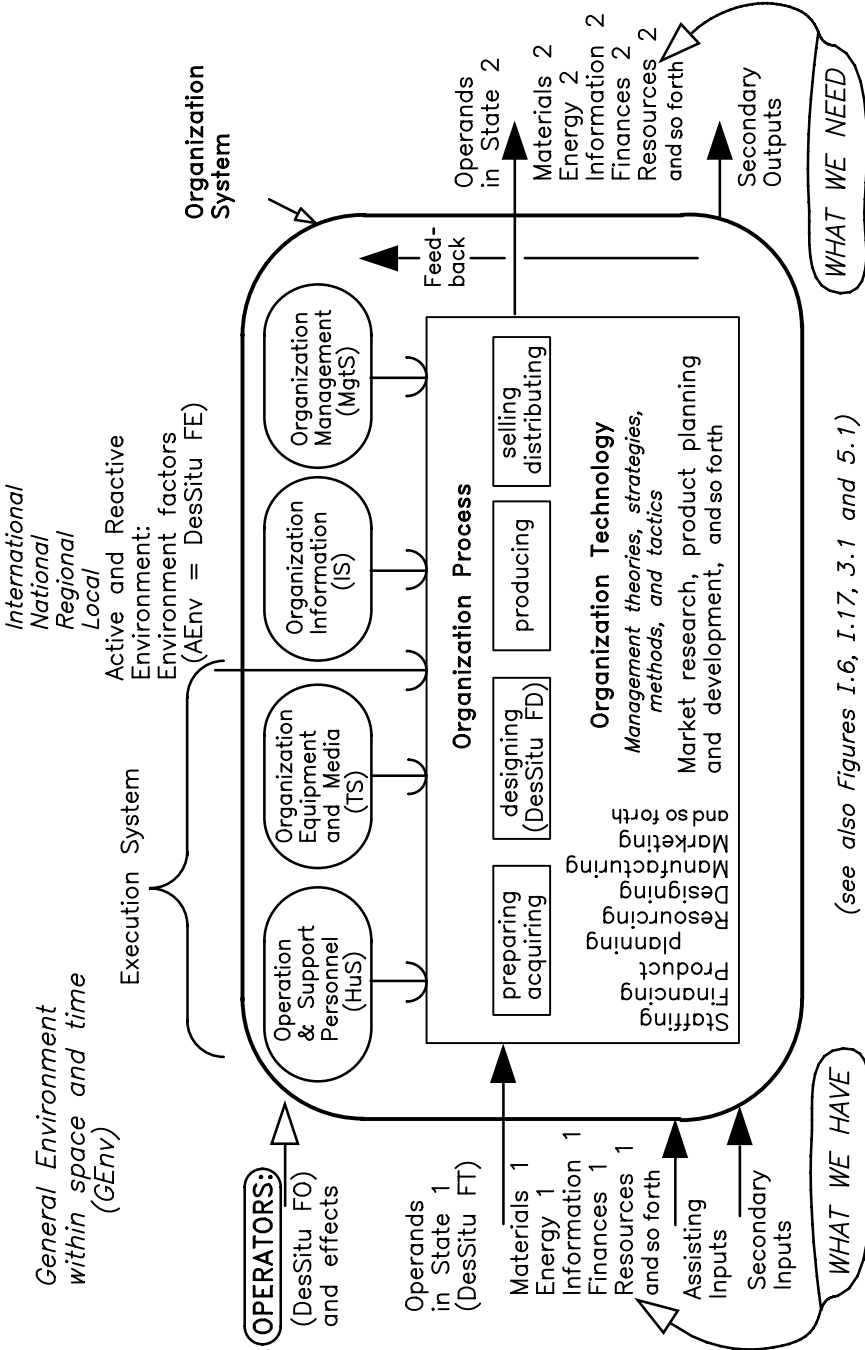 General Environment
within space and time
(GEnv)
Execution System
International
National
Regional
Local
Active and Reactive
Environment:
Environment factors
(AEnv = DesSitu FE)
Organization
System
OPERATORS:
(DesSitu FO)
and effects
Operation
& Support
Personnel
(HuS)
Organization
Equipment
and Media
(TS)
Organization
Information
(IS)
Organization
Management
(MgtS)
Feed-
back
Operands
in State 1
(DesSitu FT)
Materials 1
Energy 1
Information 1
Finances 1
Resources 1
and so forth
Assisting
Inputs
Secondary
Inputs
WHAT WE HAVE
Organization Process
preparing
acquiring
designing
(DesSitu FD)
producing
selling
distributing
Staffing
Financing
Product
planning
Resourcing
Designing
Manufacturing
Marketing
and so forth
Organization Technology
Management theories, strategies,
methods, and tactics
Market research, product planning
and development, and so forth
Operands
in State 2
Materials 2
Energy 2
Information 2
Finances 2
Resources 2
and so forth
Secondary
Outputs
WHAT WE NEED
(see also Figures I.6, I.17, 3.1 and 5.1)